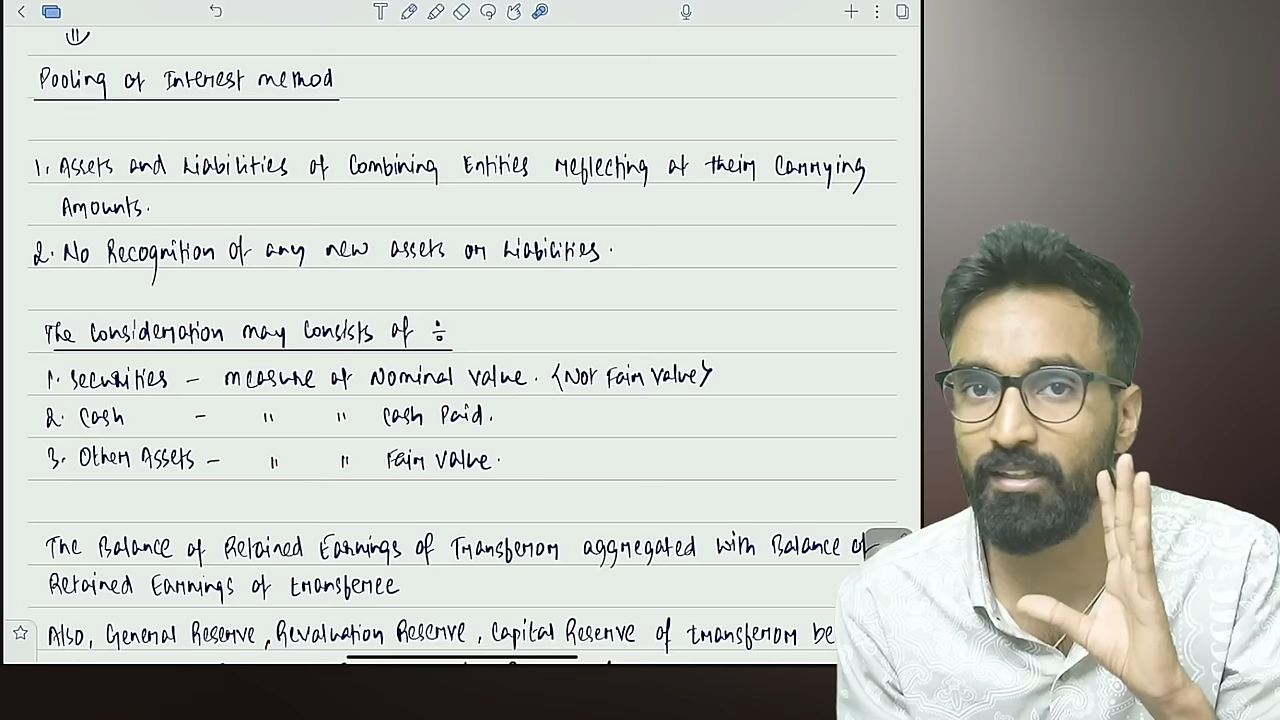 Pooling of Interest method
1. Assets and Liabilities of Combining Entities reflecting at their Carrying
Amounts.
2. No Recognition of any new assets or Liabilities.
The Consideration may Consists of ÷
1. Securities - measure at Nominal Value. {Not Fair Value}
2. Cash - " " Cash Paid.
3. Other Assets - " " Fair Value.
The Balance of Retained Earnings of Transferor aggregated with Balance of
Retained Earnings of transferee
Also, General Reserve, Revaluation Reserve, Capital Reserve of transferor be